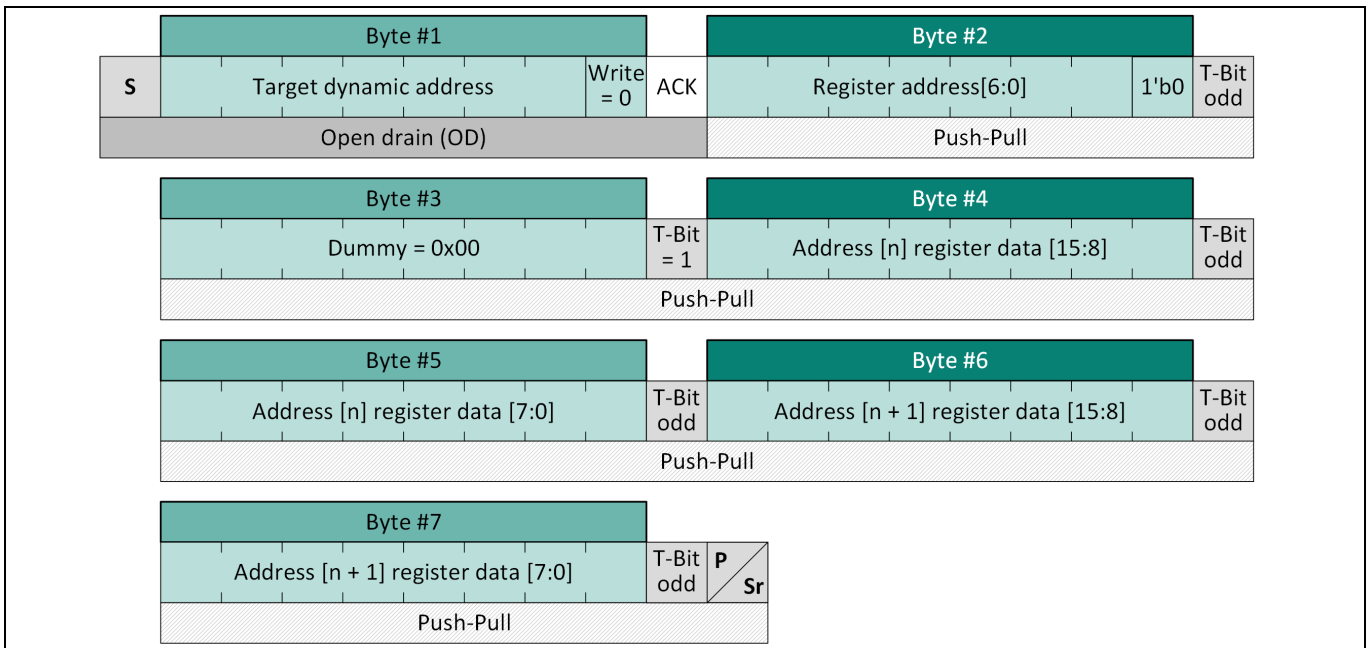 Byte #1
Byte #2
S
Target dynamic address
Write
= 0
ACK
Register address[6:0]
1'b0
T-Bit
odd
Open drain (OD)
Push-Pull
Byte #3
Byte #4
Dummy = 0x00
T-Bit
= 1
Address [n] register data [15:8]
T-Bit
odd
Push-Pull
Byte #5
Byte #6
Address [n] register data [7:0]
T-Bit
odd
Address [n + 1] register data [15:8]
T-Bit
odd
Push-Pull
Byte #7
Address [n + 1] register data [7:0]
T-Bit
odd
P
Sr
Push-Pull